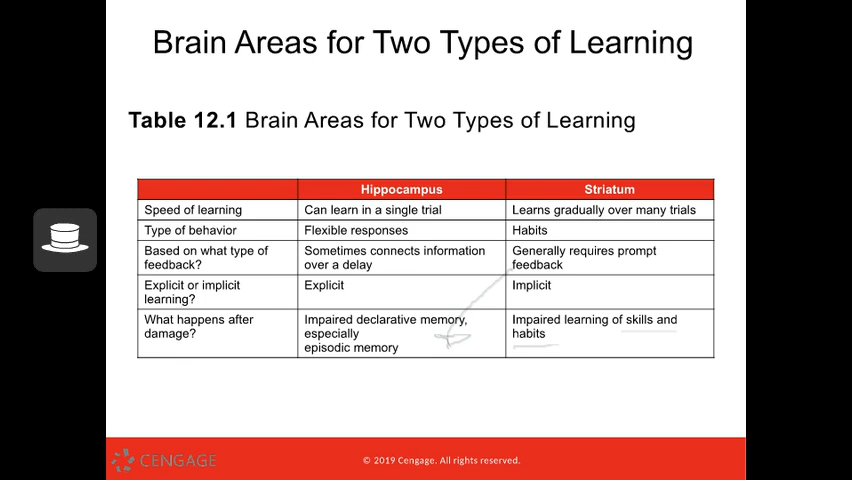 Brain Areas for Two Types of Learning
Table 12.1 Brain Areas for Two Types of Learning
Hippocampus Striatum
Speed of learning Can learn in a single trial Learns gradually over many trials
Type of behavior Flexible responses Habits
Based on what type of Sometimes connects information Generally requires prompt
feedback? over a delay feedback
Explicit or implicit Explicit Implicit
learning?
What happens after Impaired declarative memory, Impaired learning of skills and
damage? especially habits
episodic memory
CENGAGE © 2019 Cengage. All rights reserved.